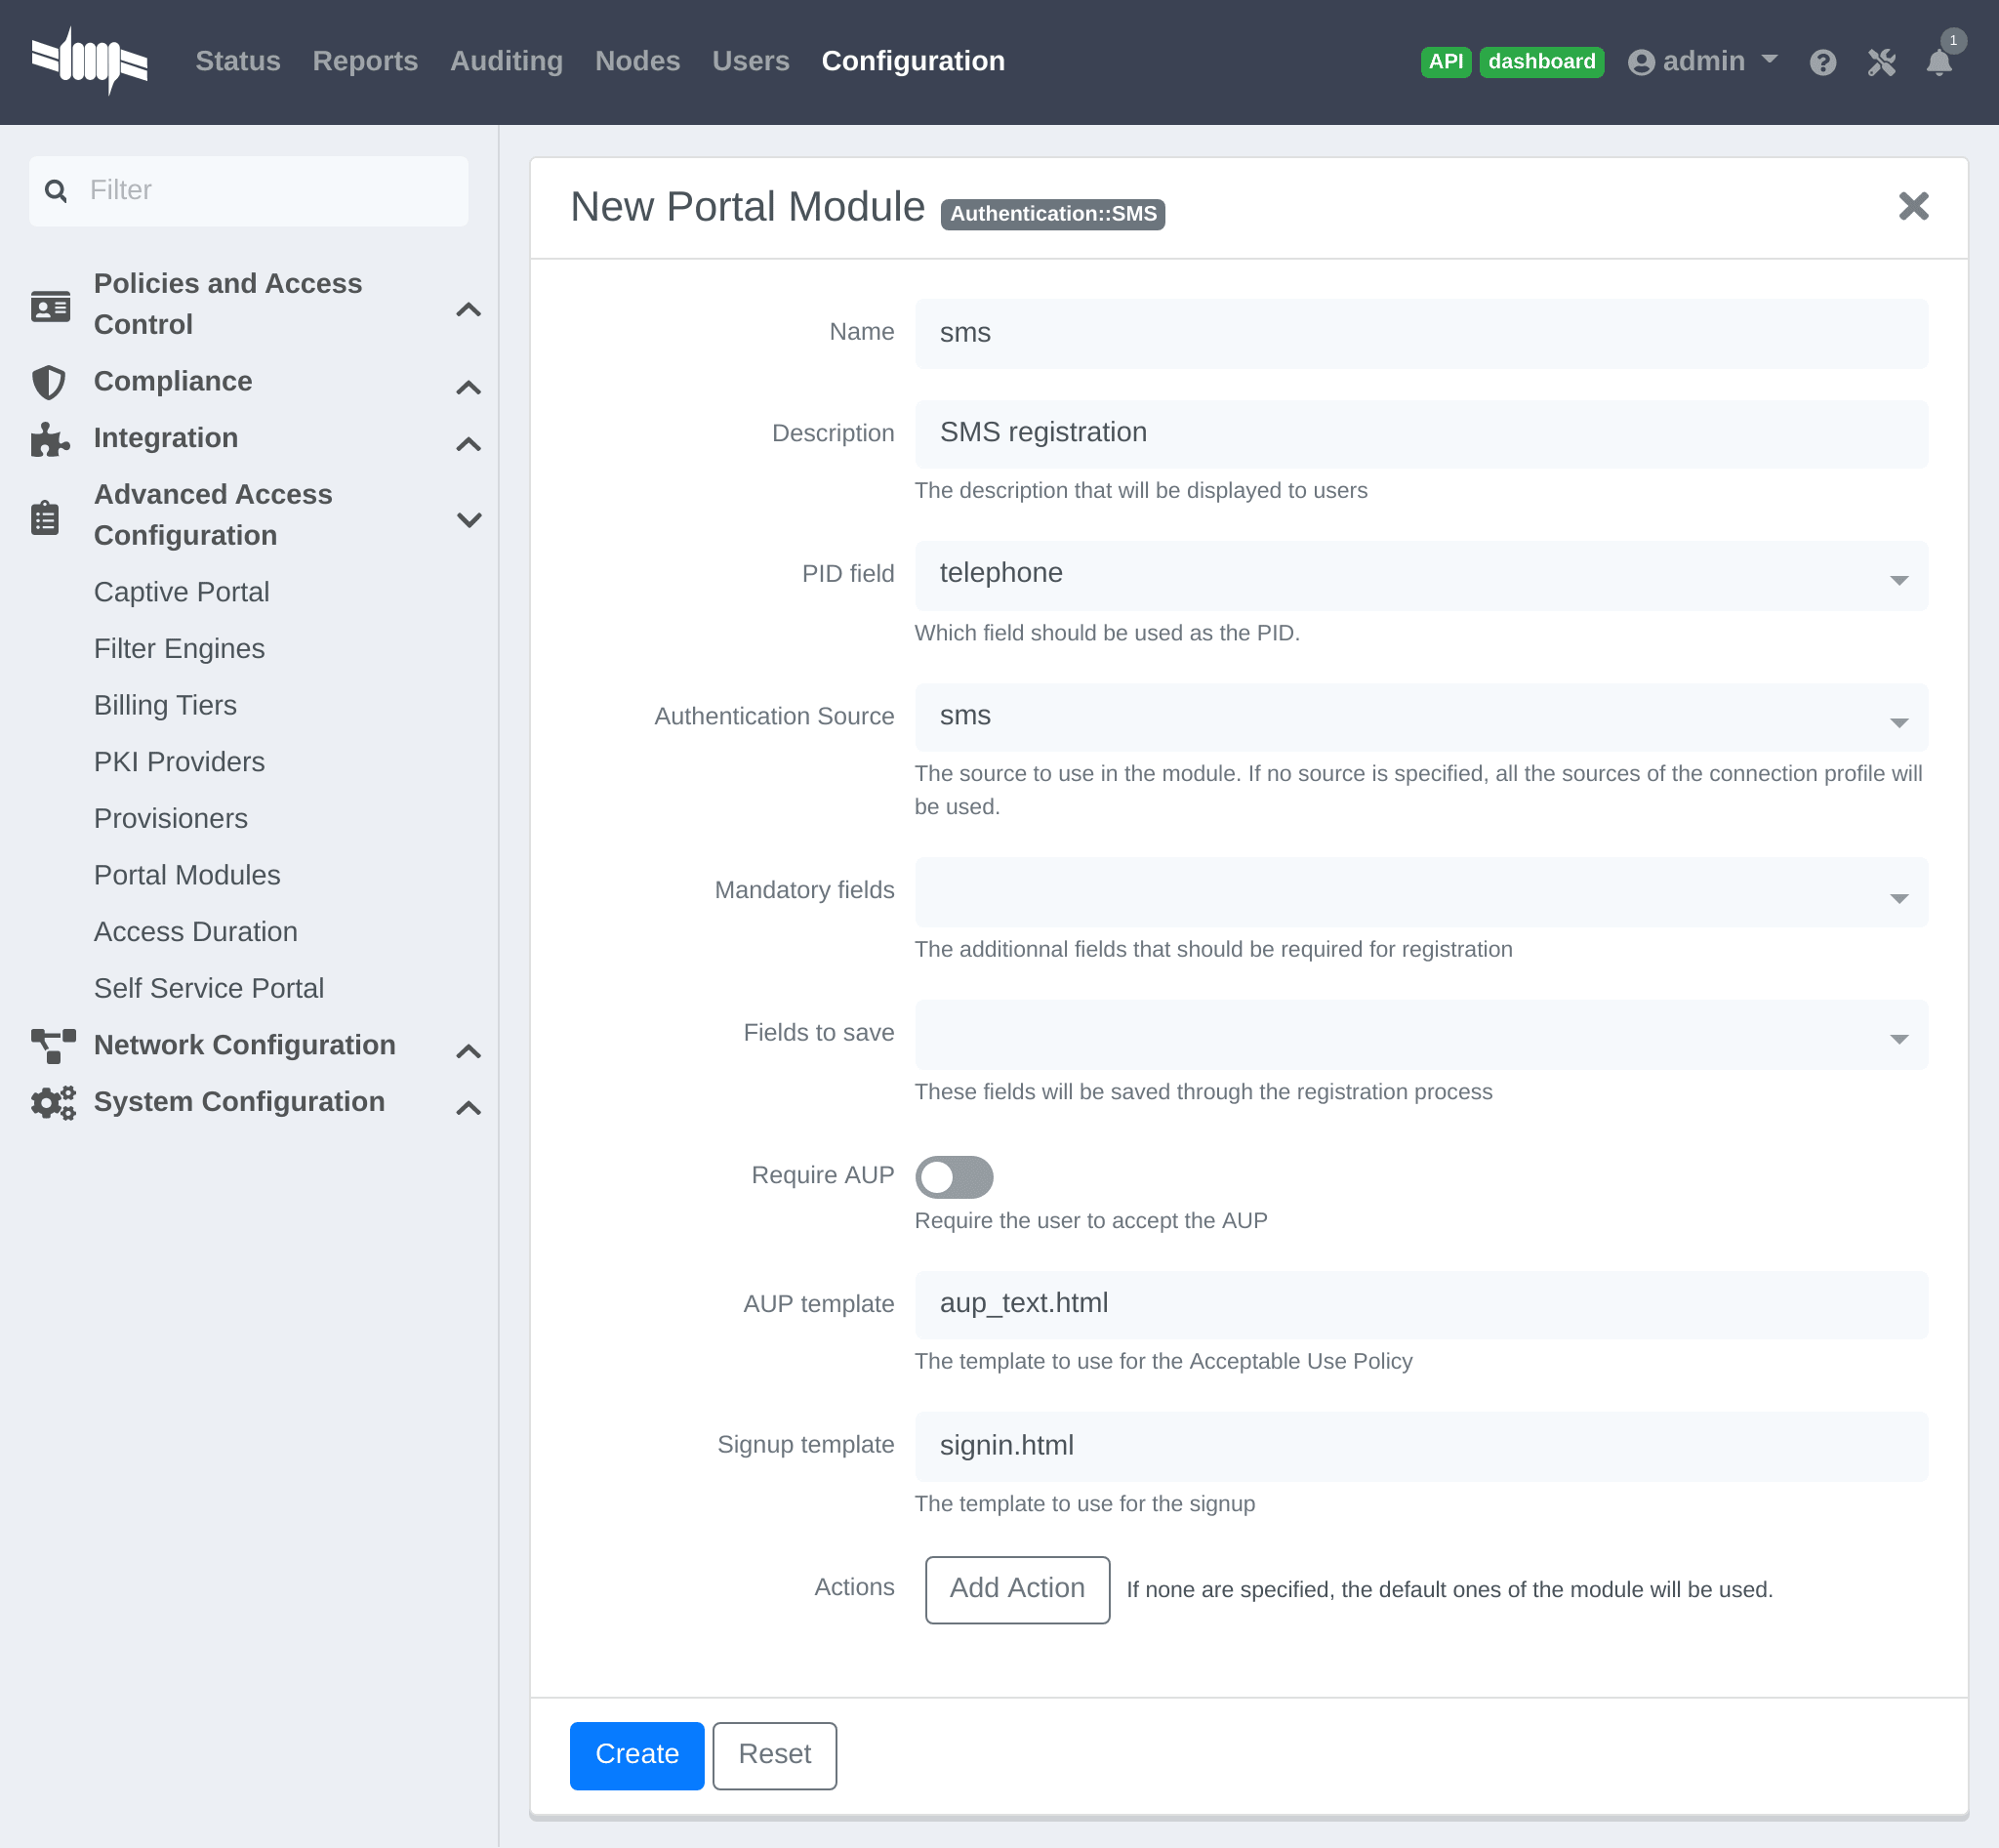 Status Reports Auditing Nodes Users Configuration API dashboard admin 1
Filter
Policies and Access
Control
Compliance
Integration
Advanced Access
Configuration
Captive Portal
Filter Engines
Billing Tiers
PKI Providers
Provisioners
Portal Modules
Access Duration
Self Service Portal
Network Configuration
System Configuration
New Portal Module Authentication::SMS
Name sms
Description SMS registration
The description that will be displayed to users
PID field telephone
Which field should be used as the PID.
Authentication Source sms
The source to use in the module. If no source is specified, all the sources of the connection profile will
be used.
Mandatory fields
The additionnal fields that should be required for registration
Fields to save
These fields will be saved through the registration process
Require AUP
Require the user to accept the AUP
AUP template aup_text.html
The template to use for the Acceptable Use Policy
Signup template signin.html
The template to use for the signup
Actions Add Action If none are specified, the default ones of the module will be used.
Create Reset